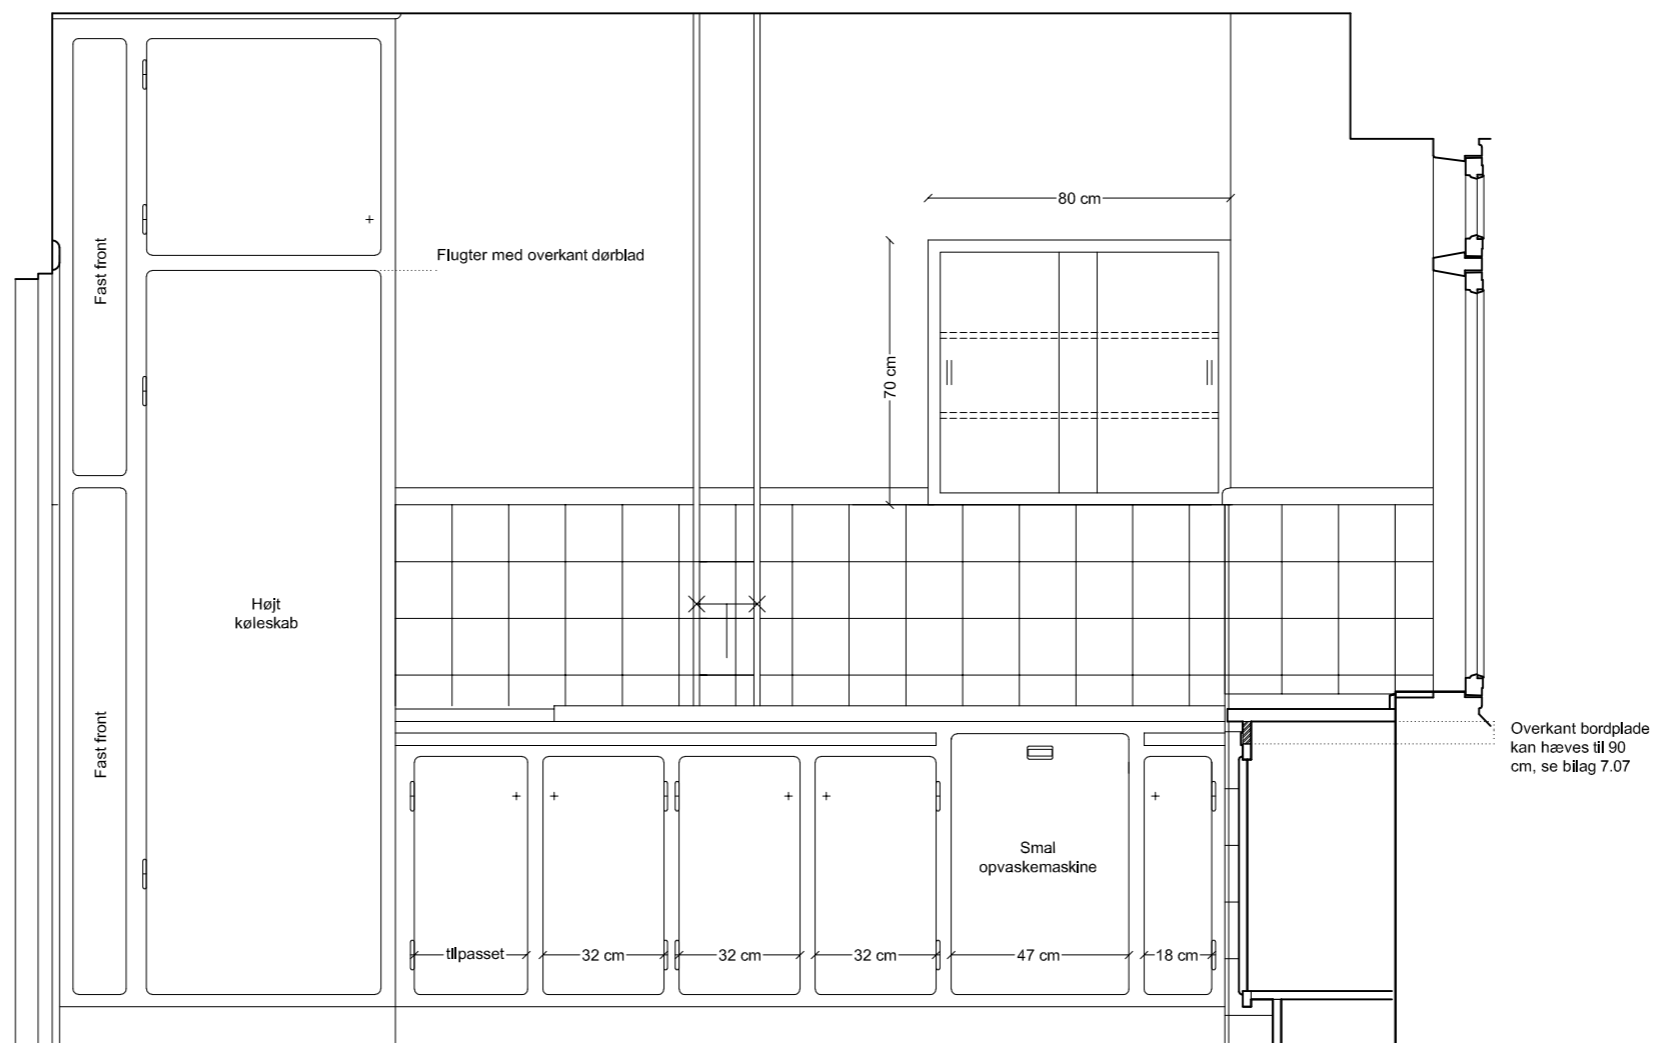 80 cm
Flugter med overkant dørblad
Fast front
70 cm
Højt
køleskab
Fast front
Overkant bordplade
kan hæves til 90
cm, se bilag 7.07
Smal
opvaskemaskine
tilpasset
32 cm
32 cm
32 cm
47 cm
18 cm